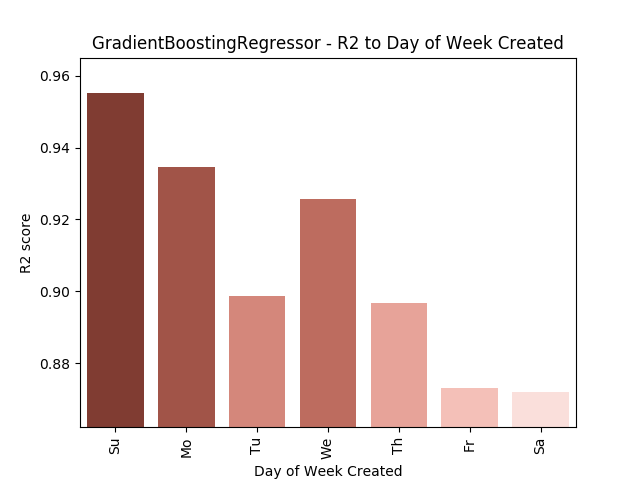 GradientBoostingRegressor - R2 to Day of Week Created
0.96
0.94
0.92
0.90
0.88
R2 score
Su
Mo
Tu
We
Th
Fr
Sa
Day of Week Created